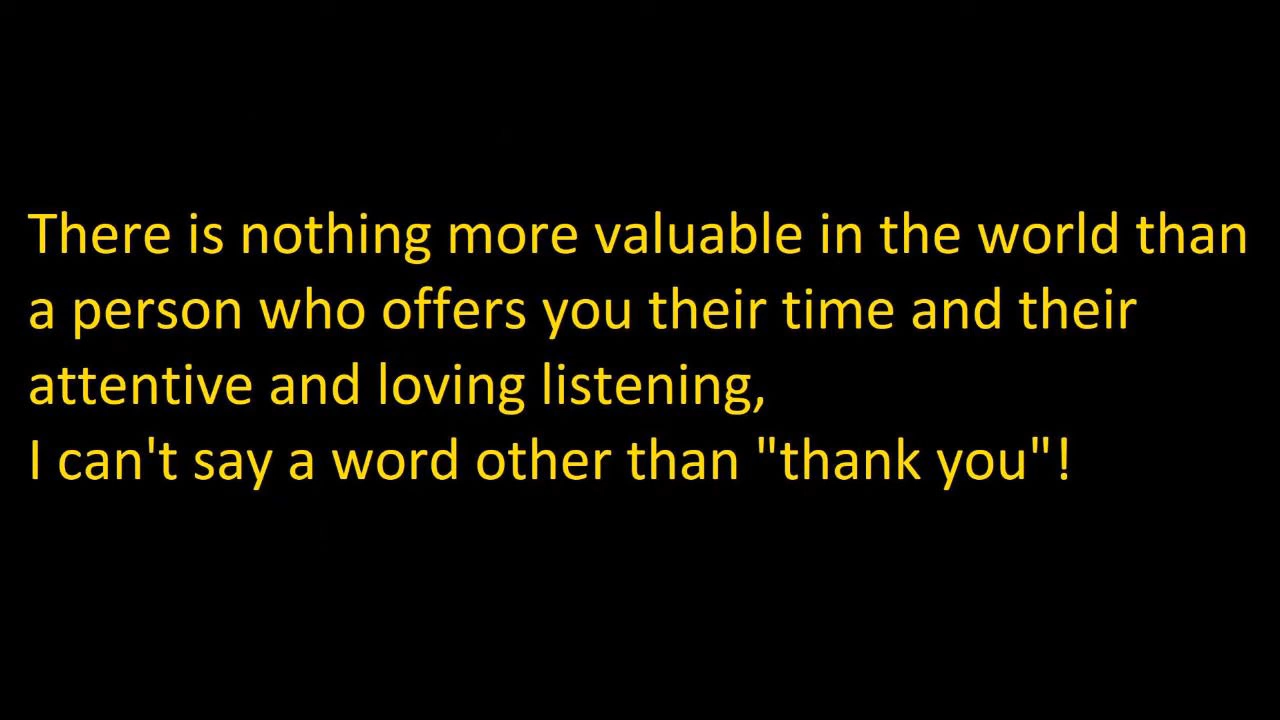 There is nothing more valuable in the world than
a person who offers you their time and their
attentive and loving listening,
I can't say a word other than "thank you"!